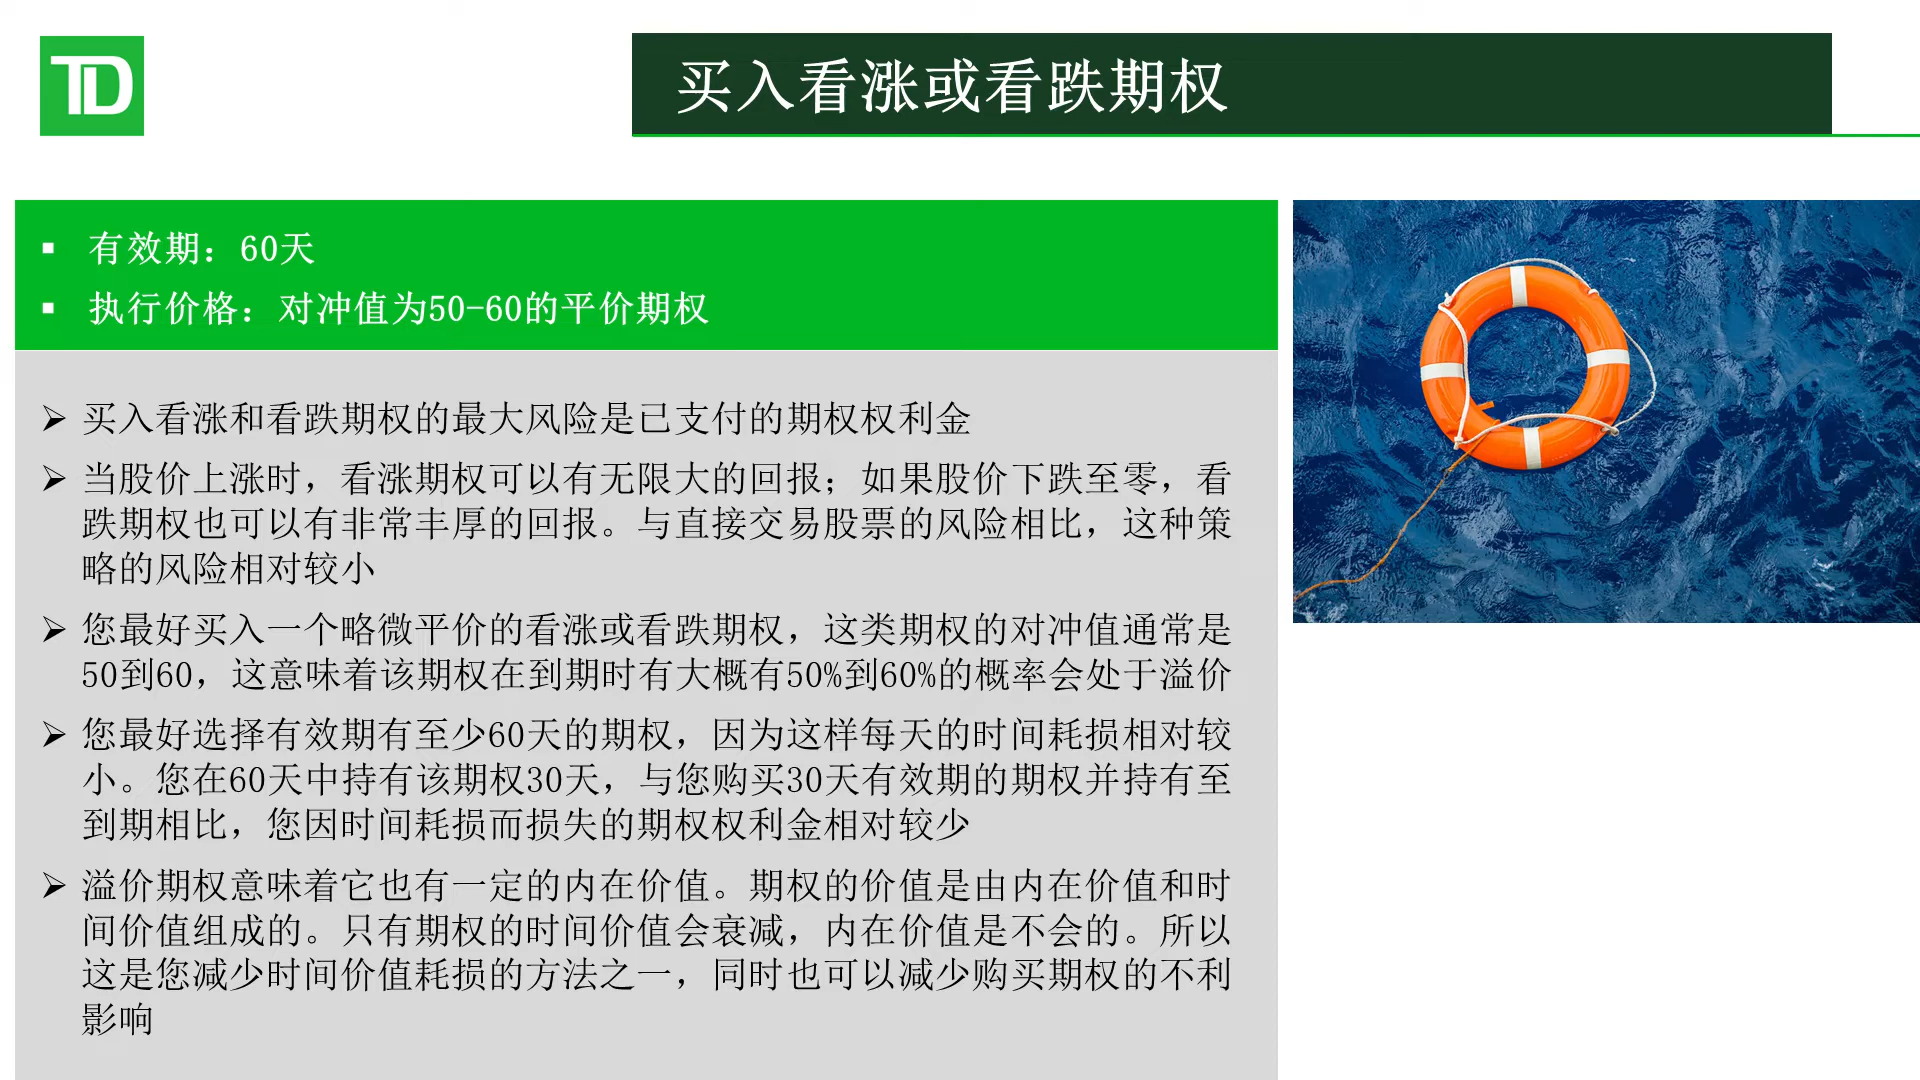 TD
买入看涨或看跌期权
▪ 有效期：60天
▪ 执行价格：对冲值为50-60的平价期权
➢ 买入看涨和看跌期权的最大风险是已支付的期权权利金
➢ 当股价上涨时，看涨期权可以有无限大的回报；如果股价下跌至零，看
跌期权也可以有非常丰厚的回报。与直接交易股票的风险相比，这种策
略的风险相对较小
➢ 您最好买入一个略微平价的看涨或看跌期权，这类期权的对冲值通常是
50到60，这意味着该期权在到期时有大概有50%到60%的概率会处于溢价
➢ 您最好选择有效期有至少60天的期权，因为这样每天的时间耗损相对较
小。您在60天中持有该期权30天，与您购买30天有效期的期权并持有至
到期相比，您因时间耗损而损失的期权权利金相对较少
➢ 溢价期权意味着它也有一定的内在价值。期权的价值是由内在价值和时
间价值组成的。只有期权的时间价值会衰减，内在价值是不会的。所以
这是您减少时间价值耗损的方法之一，同时也可以减少购买期权的不利
影响